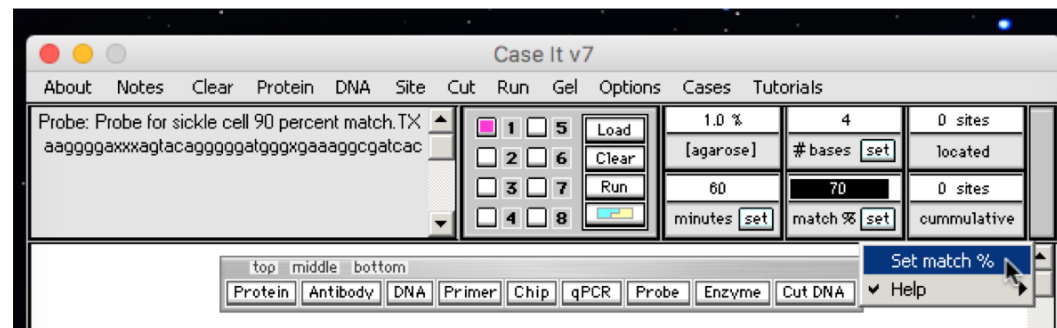 Case It v7
About Notes Clear Protein DNA Site Cut Run Gel Options Cases Tutorials
Probe: Probe for sickle cell 90 percent match.TX
aaggggaxxxagtacagggggatgggxgaaaggcgatcac
1 5 Load
2 6 Clear
3 7 Run
4 8
1.0 %
[agarose]
60
minutes set
4
# bases set
70
match % set
0 sites
located
0 sites
cummulative
Set match %
✔ Help
top middle bottom
Protein Antibody DNA Primer Chip qPCR Probe Enzyme Cut DNA